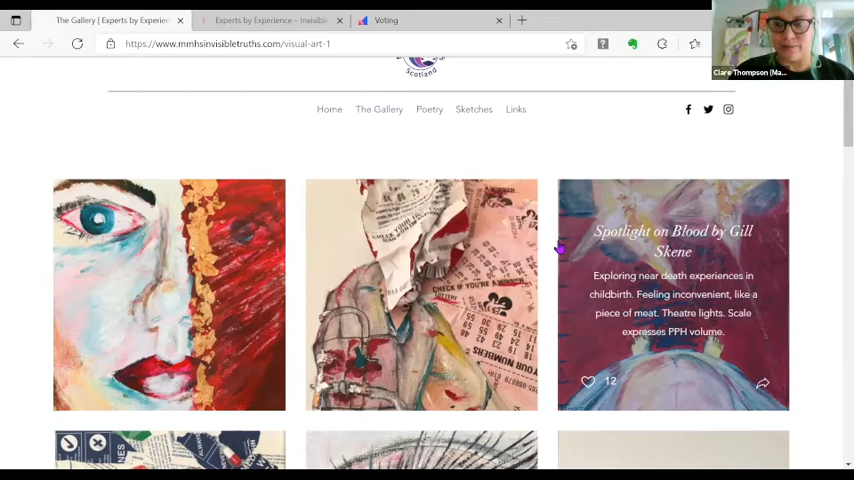 The Gallery | Experts by Experien
Experts by Experience – Invisible
Voting
https://www.mmhsinvisibletruths.com/visual-art-1
Clare Thompson (Ma...
Scotland
Home The Gallery Poetry Sketches Links
CHECK IF YOU'RE A WINNER
YOUR NUMBERS
Spotlight on Blood by Gill
Skene
Exploring near death experiences in
childbirth. Feeling inconvenient, like a
piece of meat. Theatre lights. Scale
expresses PPH volume.
12